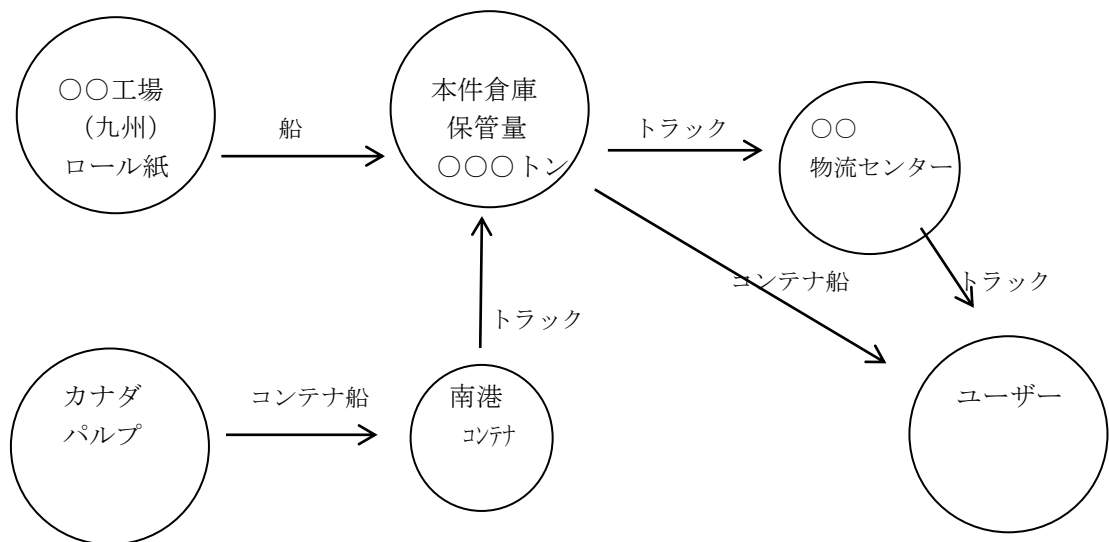 ○○工場
（九州）
ロール紙
船
本件倉庫
保管量
○○○トン
トラック
○○
物流センター
コンテナ船
トラック
トラック
カナダ
パルプ
コンテナ船
南港
コンテナ
ユーザー